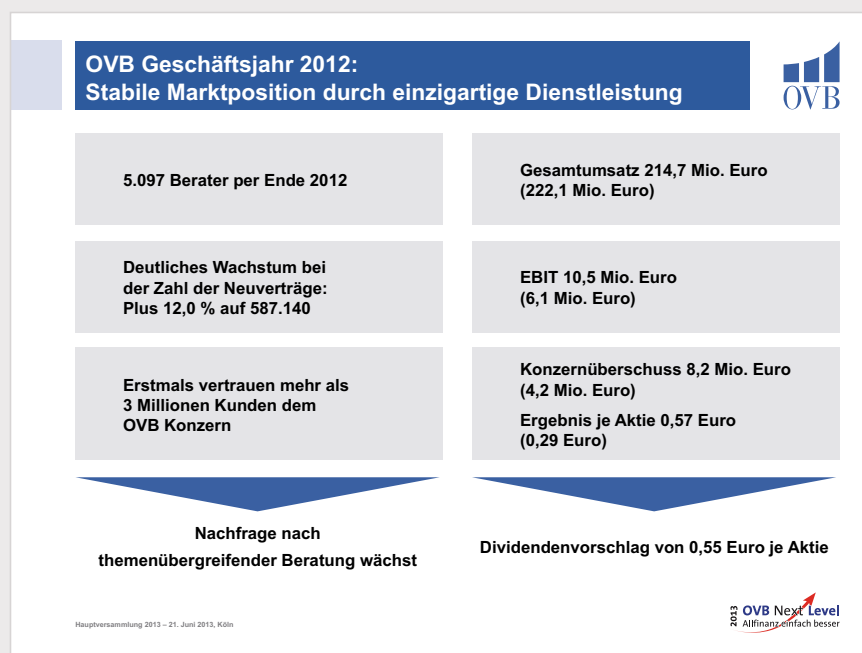 OVB Geschäftsjahr 2012:
Stabile Marktposition durch einzigartige Dienstleistung
OVB
5.097 Berater per Ende 2012
Deutliches Wachstum bei
der Zahl der Neuverträge:
Plus 12,0 % auf 587.140
Erstmals vertrauen mehr als
3 Millionen Kunden dem
OVB Konzern
Nachfrage nach
themenübergreifender Beratung wächst
Gesamtumsatz 214,7 Mio. Euro
(222,1 Mio. Euro)
EBIT 10,5 Mio. Euro
(6,1 Mio. Euro)
Konzernüberschuss 8,2 Mio. Euro
(4,2 Mio. Euro)
Ergebnis je Aktie 0,57 Euro
(0,29 Euro)
Dividendenvorschlag von 0,55 Euro je Aktie
Hauptversammlung 2013 – 21. Juni 2013, Köln
2013
OVB Next Level
Allfinanz einfach besser